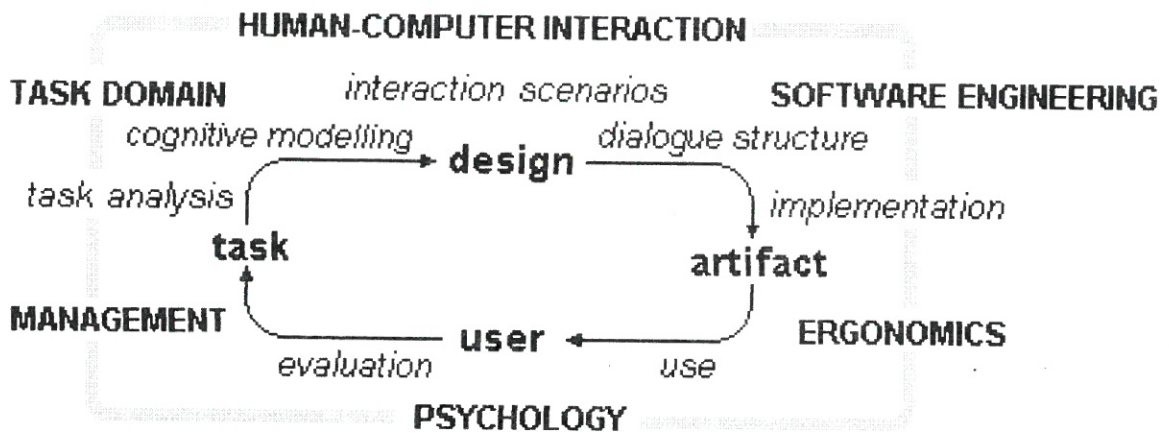 HUMAN-COMPUTER INTERACTION
TASK DOMAIN
interaction scenarios
SOFTWARE ENGINEERING
cognitive modelling
design
dialogue structure
task analysis
implementation
task
artifact
MANAGEMENT
user
ERGONOMICS
evaluation
use
PSYCHOLOGY